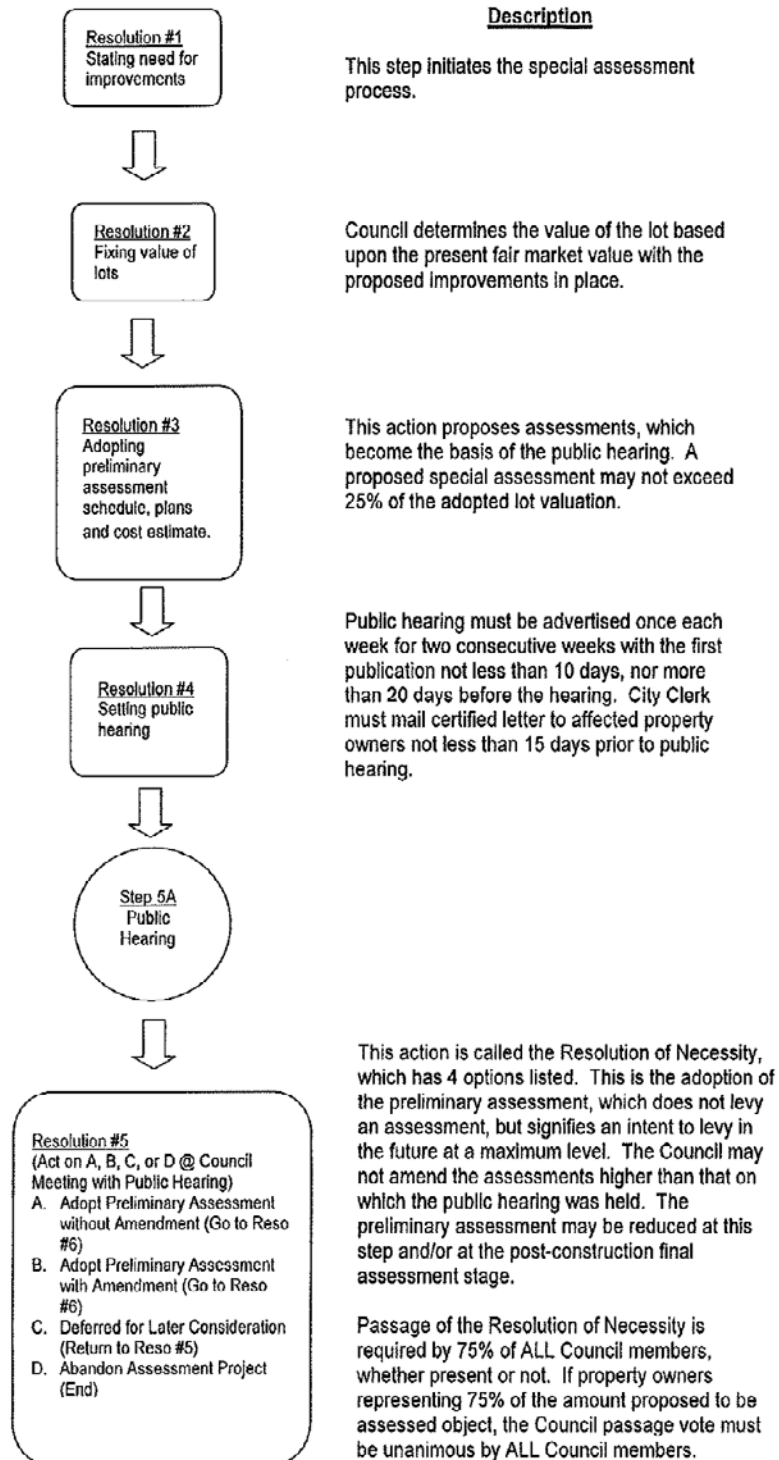 Description
Resolution #1
Stating need for
improvements
This step initiates the special assessment
process.
Resolution #2
Fixing value of
lots
Council determines the value of the lot based
upon the present fair market value with the
proposed improvements in place.
Resolution #3
Adopting
preliminary
assessment
schedule, plans
and cost estimate.
This action proposes assessments, which
become the basis of the public hearing. A
proposed special assessment may not exceed
25% of the adopted lot valuation.
Resolution #4
Setting public
hearing
Public hearing must be advertised once each
week for two consecutive weeks with the first
publication not less than 10 days, nor more
than 20 days before the hearing. City Clerk
must mail certified letter to affected property
owners not less than 15 days prior to public
hearing.
Step 5A
Public
Hearing
Resolution #5
(Act on A, B, C, or D @ Council
Meeting with Public Hearing)
A. Adopt Preliminary Assessment
without Amendment (Go to Reso
#6)
B. Adopt Preliminary Assessment
with Amendment (Go to Reso
#6)
C. Deferred for Later Consideration
(Return to Reso #5)
D. Abandon Assessment Project
(End)
This action is called the Resolution of Necessity,
which has 4 options listed. This is the adoption of
the preliminary assessment, which does not levy
an assessment, but signifies an intent to levy in
the future at a maximum level. The Council may
not amend the assessments higher than that on
which the public hearing was held. The
preliminary assessment may be reduced at this
step and/or at the post-construction final
assessment stage.
Passage of the Resolution of Necessity is
required by 75% of ALL Council members,
whether present or not. If property owners
representing 75% of the amount proposed to be
assessed object, the Council passage vote must
be unanimous by ALL Council members.